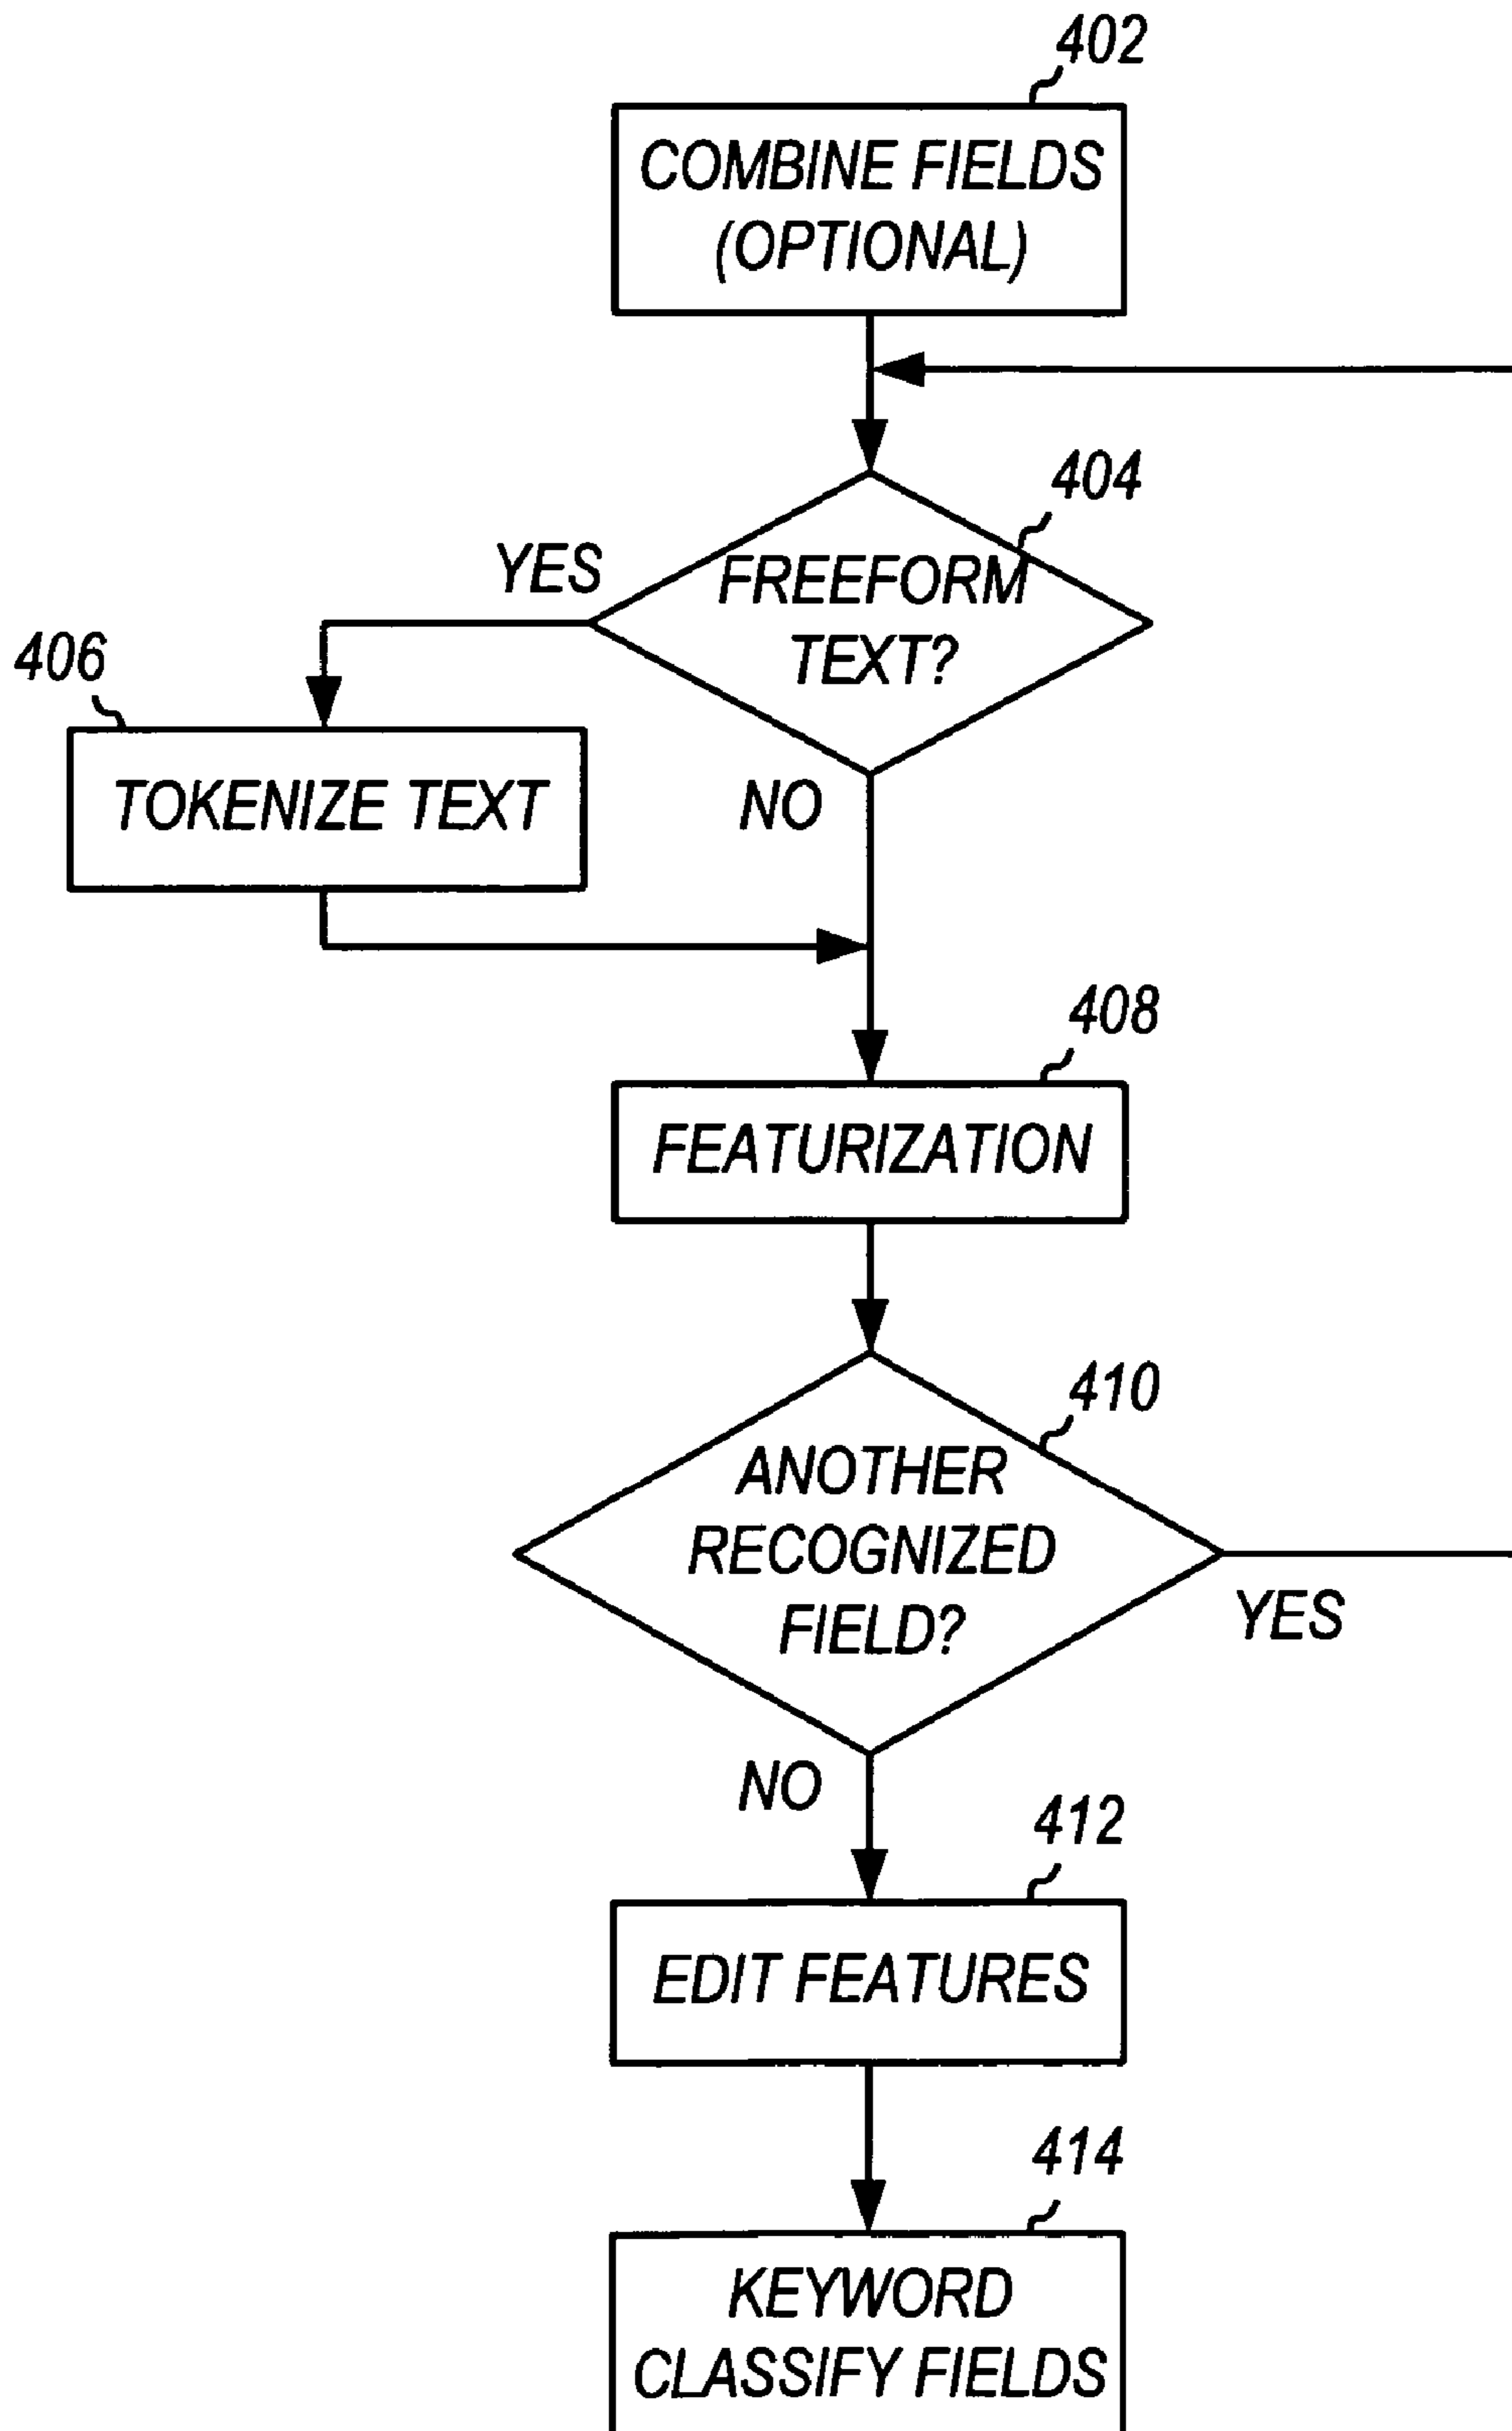 402
COMBINE FIELDS
(OPTIONAL)
404
YES
FREEFORM
TEXT?
406
TOKENIZE TEXT
NO
408
FEATURIZATION
410
ANOTHER
RECOGNIZED
FIELD?
YES
NO
412
EDIT FEATURES
414
KEYWORD
CLASSIFY FIELDS